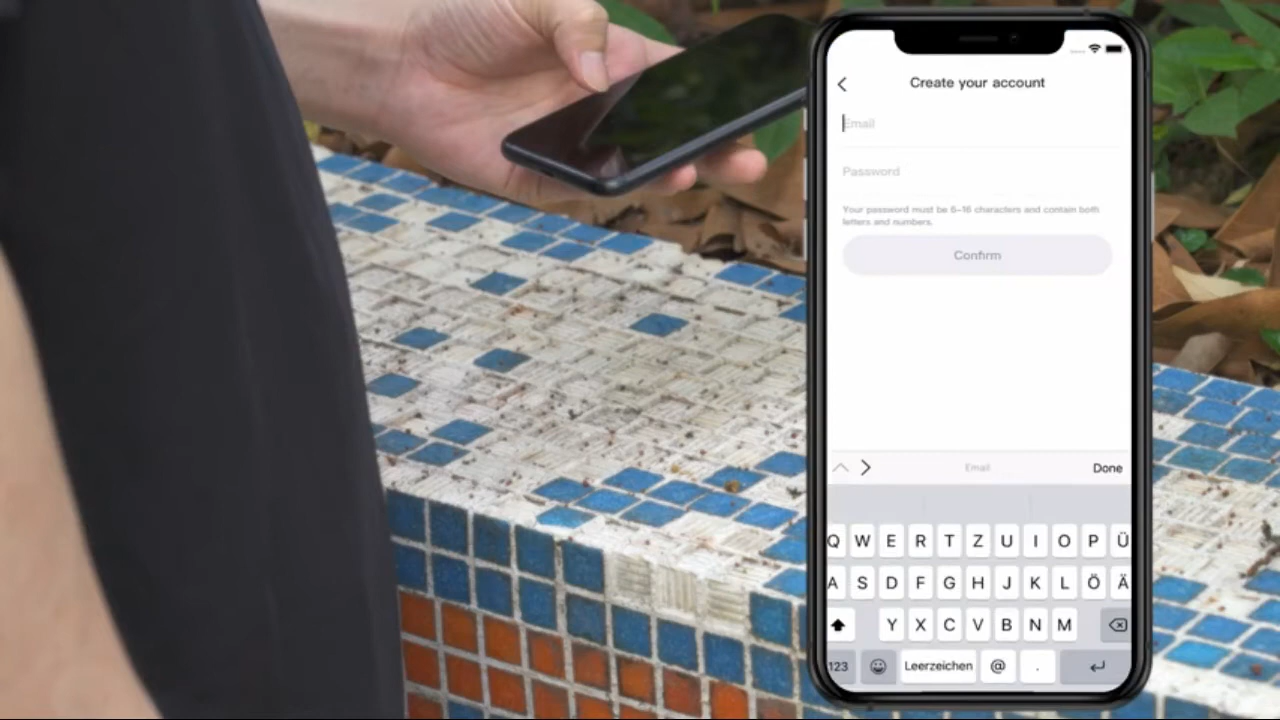 Create your account
Email
Password
Your password must be 6-16 characters and contain both
letters and numbers.
Confirm
Email
Done
Q W E R T Z U I O P Ü
A S D F G H J K L Ö Ä
Y X C V B N M
123 Leerzeichen @ .